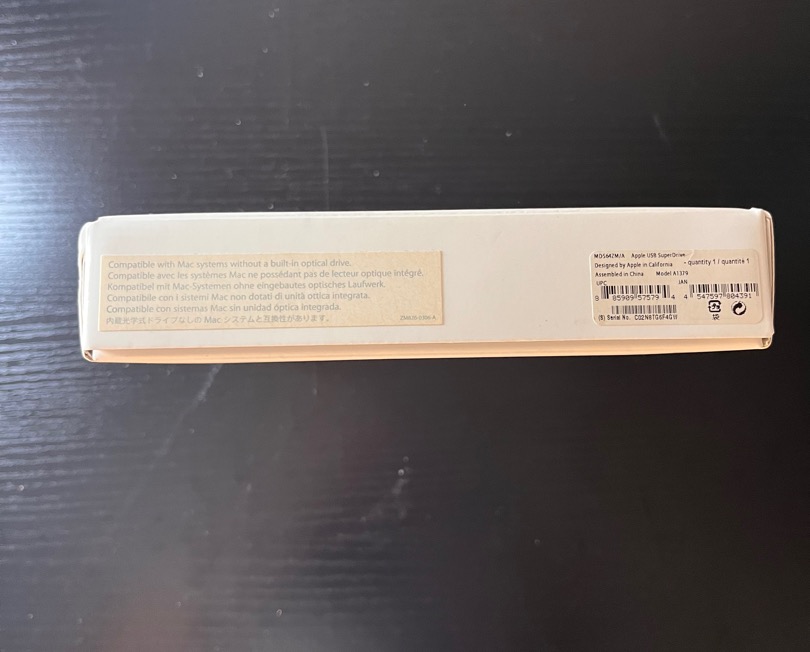 Compatible with Mac systems without a built-in optical drive.
Compatible avec les systèmes Mac ne possédant pas de lecteur optique intégré.
Kompatibel mit Mac-Systemen ohne eingebautes optisches Laufwerk.
Compatibile con i sistemi Mac non dotati di unità ottica integrata.
Compatible con sistemas Mac sin unidad óptica integrada.
内蔵光学式ドライブなしの Mac システムと互換性があります。
MD564ZM/A Apple USB SuperDrive
Designed by Apple in California - quantity 1 / quantité 1
Assembled in China Model A1379
UPC JAN
8 85909 57579 4 4 547597 804391
(S) Serial No.
袋